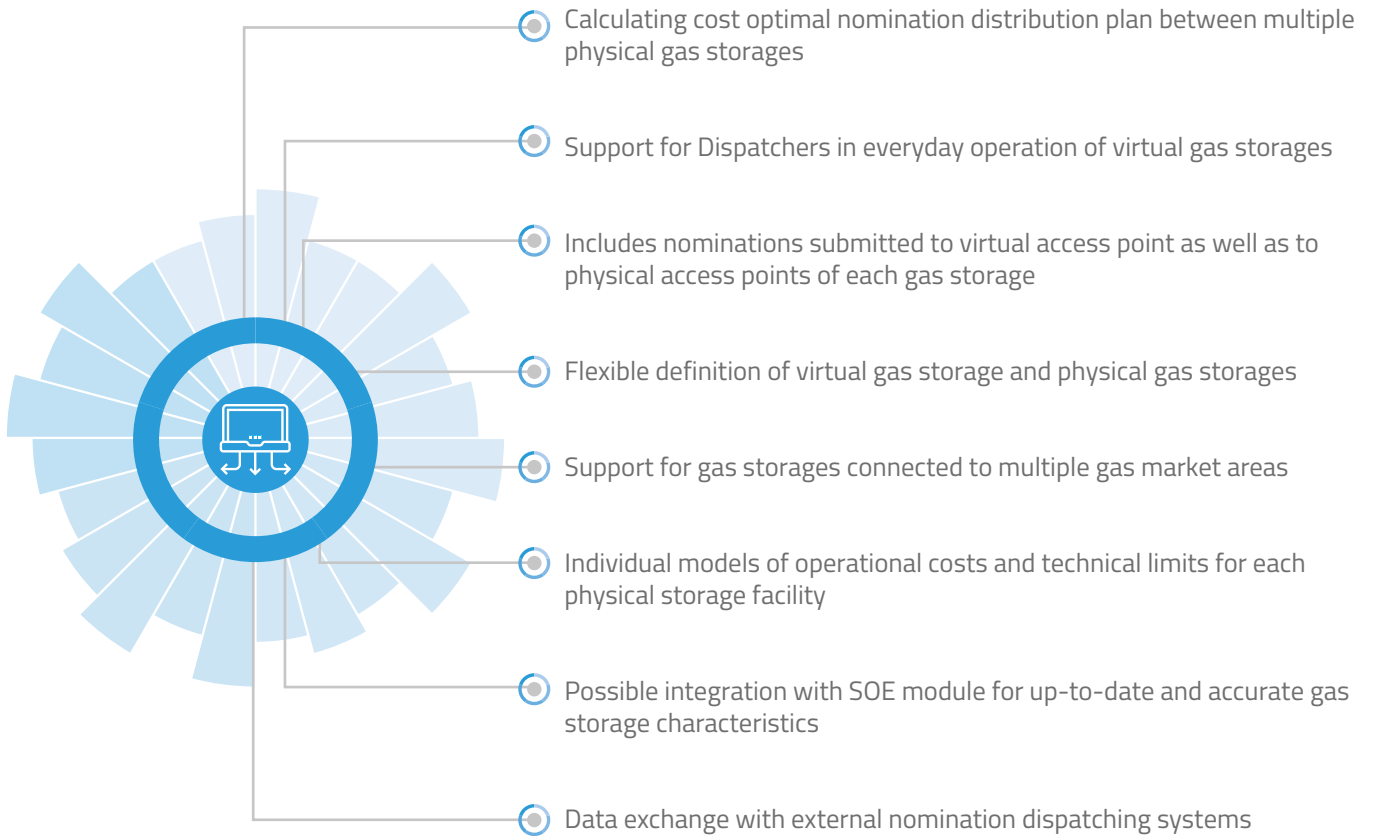 Calculating cost optimal nomination distribution plan between multiple
physical gas storages
Support for Dispatchers in everyday operation of virtual gas storages
Includes nominations submitted to virtual access point as well as to
physical access points of each gas storage
Flexible definition of virtual gas storage and physical gas storages
Support for gas storages connected to multiple gas market areas
Individual models of operational costs and technical limits for each
physical storage facility
Possible integration with SOE module for up-to-date and accurate gas
storage characteristics
Data exchange with external nomination dispatching systems